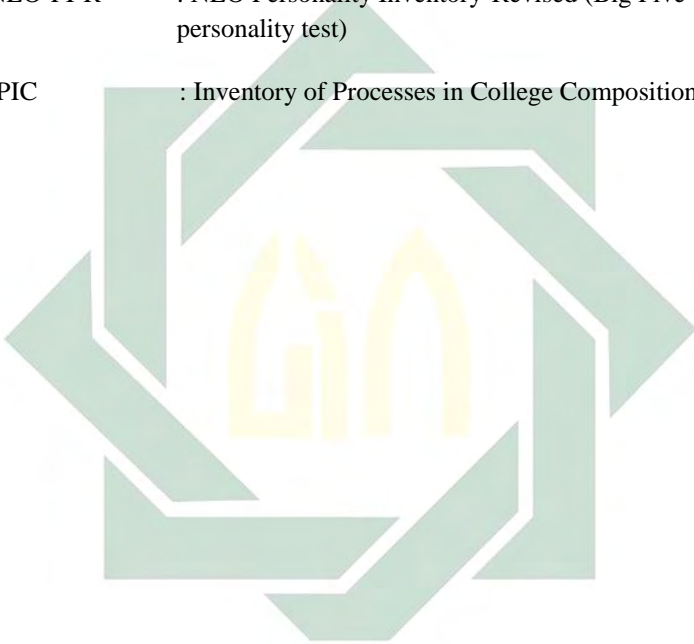 : NEO Personality Inventory-Revised (Big Five
personality test)
PIC : Inventory of Processes in College Composition